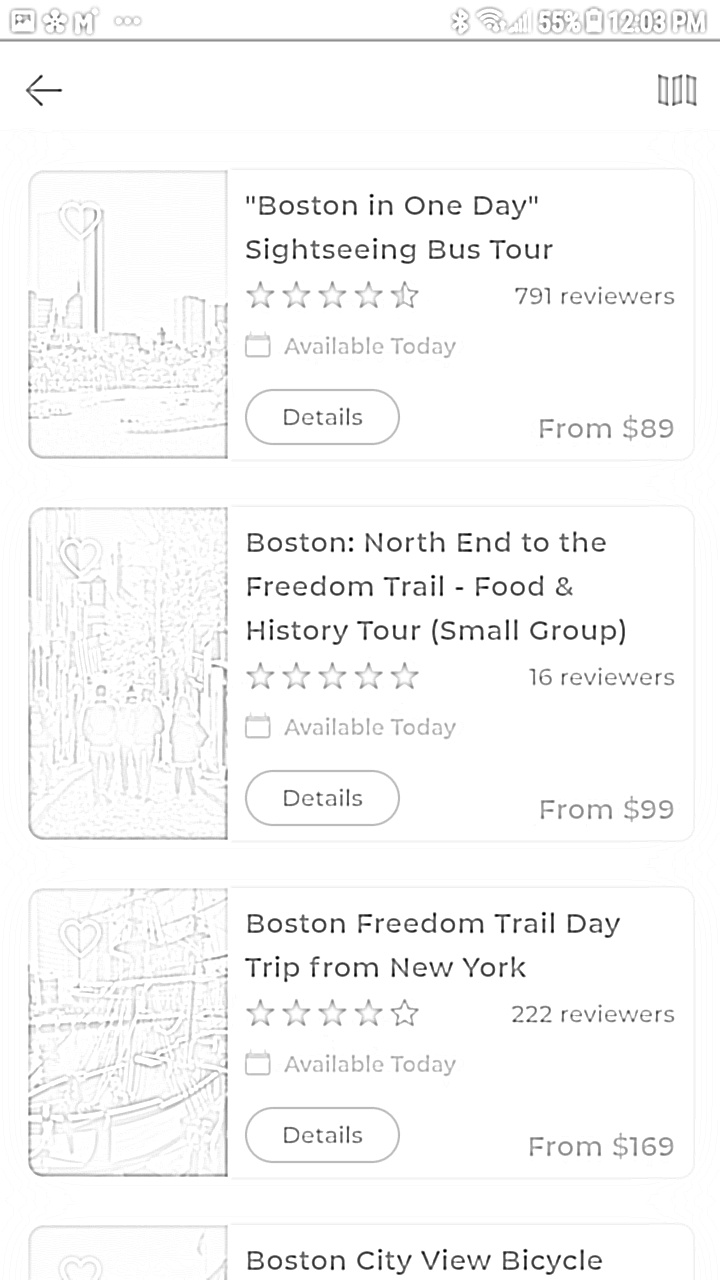 55% 12:03 PM
"Boston in One Day"
Sightseeing Bus Tour
791 reviewers
Available Today
Details
From $89
Boston: North End to the
Freedom Trail - Food &
History Tour (Small Group)
16 reviewers
Available Today
Details
From $99
Boston Freedom Trail Day
Trip from New York
222 reviewers
Available Today
Details
From $169
Boston City View Bicycle